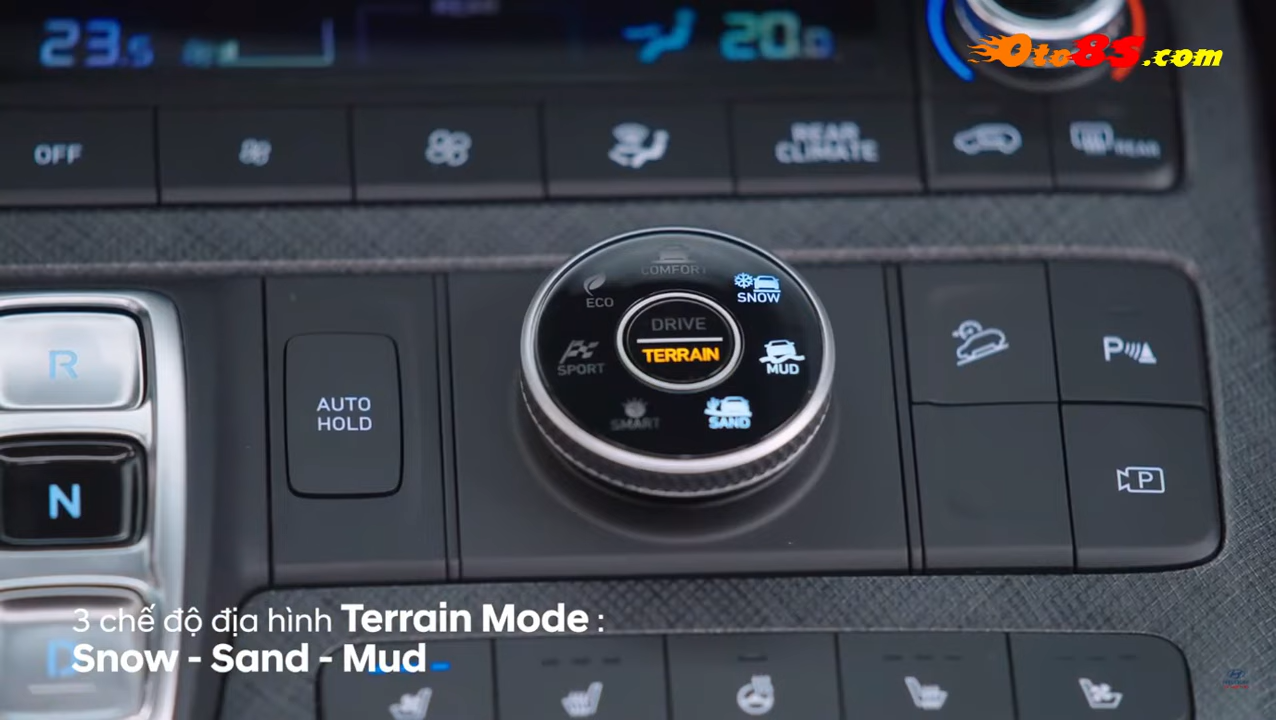 23.5
20.0
Oto8S.com
OFF
REAR
CLIMATE
REAR
COMFORT
ECO
SNOW
DRIVE
TERRAIN
SPORT
MUD
SMART
SAND
R
N
D
AUTO
HOLD
P
P
3 chế độ địa hình Terrain Mode :
Snow - Sand - Mud